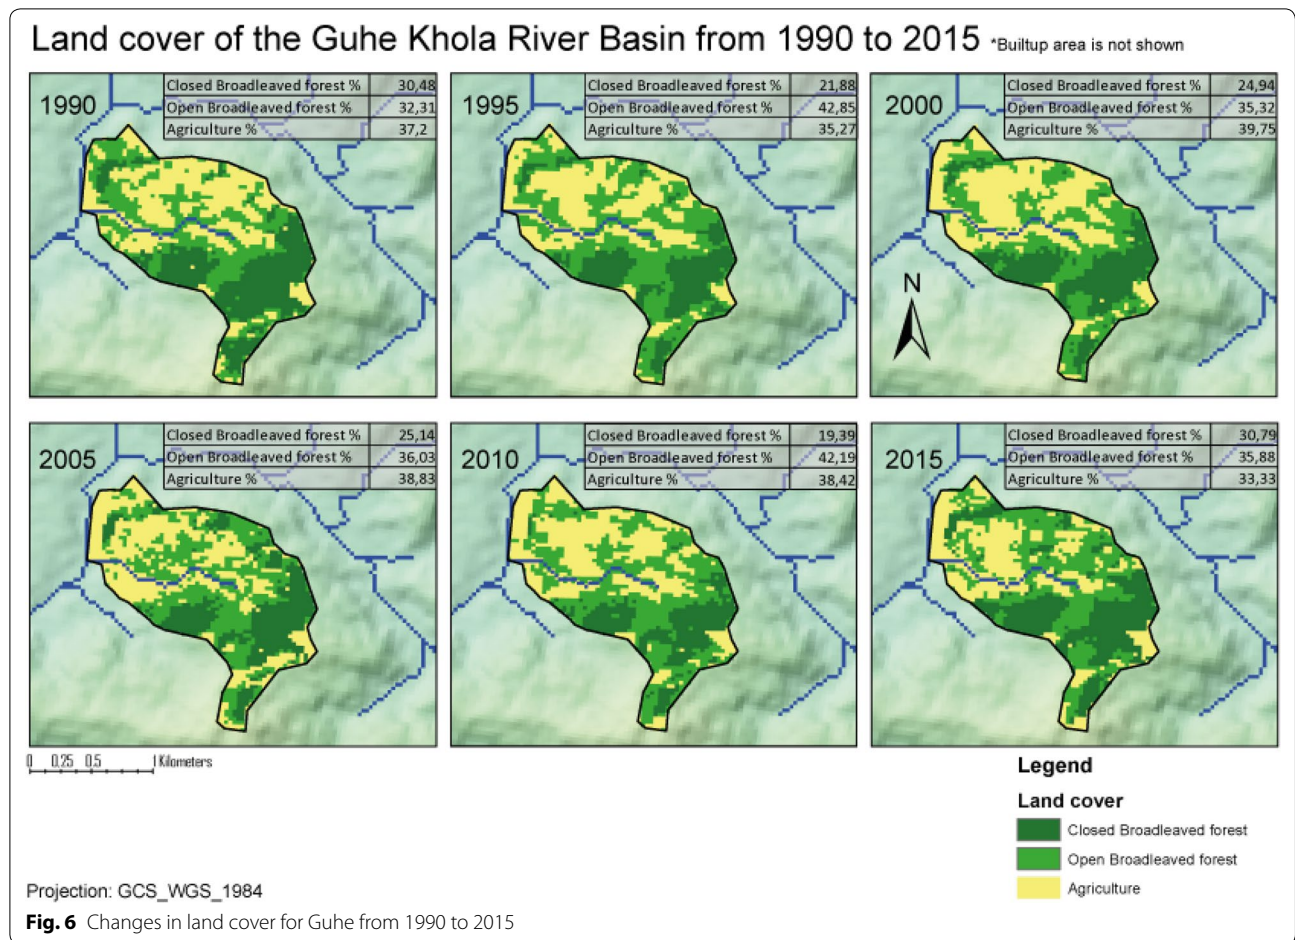 Land cover of the Guhe Khola River Basin from 1990 to 2015 *Builtup area is not shown
1990
Closed Broadleaved forest % 30,48
Open Broadleaved forest % 32,31
Agriculture % 37,2
1995
Closed Broadleaved forest % 21,88
Open Broadleaved forest % 42,85
Agriculture % 35,27
2000
Closed Broadleaved forest % 24,94
Open Broadleaved forest % 35,32
Agriculture % 39,75
N
2005
Closed Broadleaved forest % 25,14
Open Broadleaved forest % 36,03
Agriculture % 38,83
2010
Closed Broadleaved forest % 19,39
Open Broadleaved forest % 42,19
Agriculture % 38,42
2015
Closed Broadleaved forest % 30,79
Open Broadleaved forest % 35,88
Agriculture % 33,33
0 0.25 0.5 1 Kilometers
Legend
Land cover
Closed Broadleaved forest
Open Broadleaved forest
Agriculture
Projection: GCS_WGS_1984
Fig. 6 Changes in land cover for Guhe from 1990 to 2015